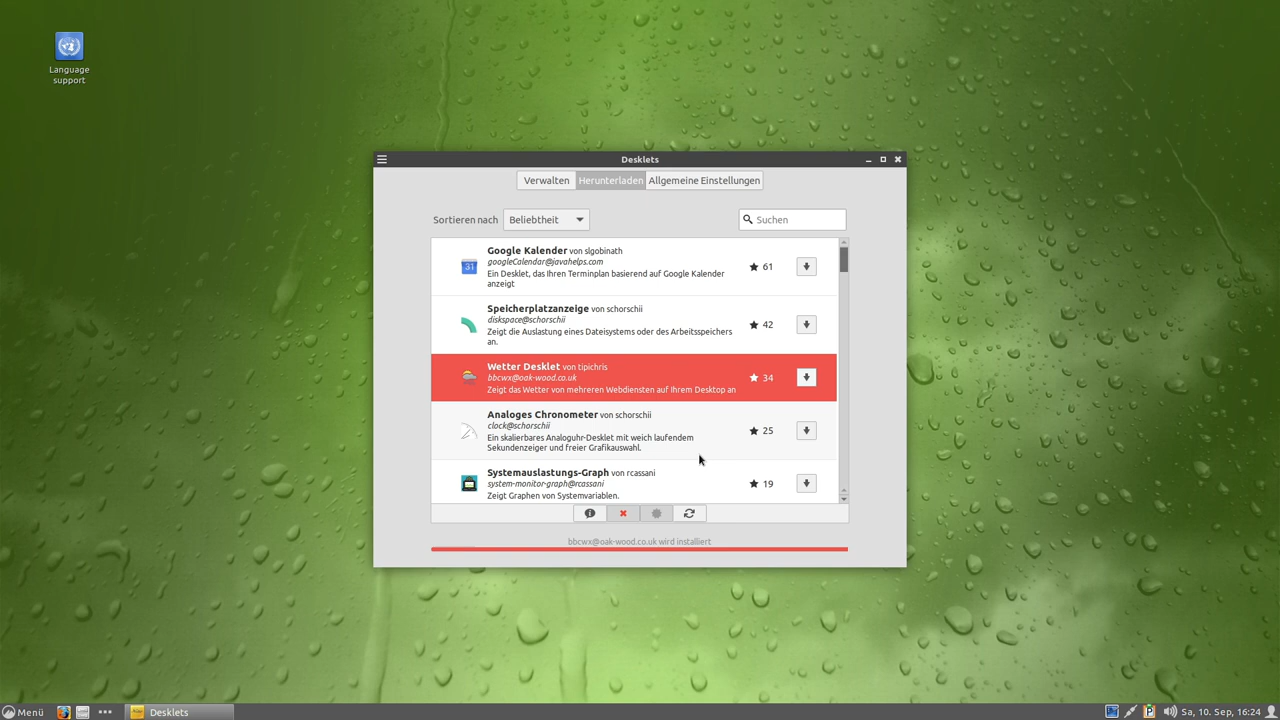 Language
support
Desklets
Verwalten
Herunterladen
Allgemeine Einstellungen
Sortieren nach
Beliebtheit
Suchen
Google Kalender von slgobinath
googleCalendar@javahelps.com
Ein Desklet, das Ihren Terminplan basierend auf Google Kalender
anzeigt
31
61
Speicherplatzanzeige von schorschii
diskspace@schorschii
Zeigt die Auslastung eines Dateisystems oder des Arbeitsspeichers
an.
42
Wetter Desklet von tipichris
bbcwx@oak-wood.co.uk
Zeigt das Wetter von mehreren Webdiensten auf Ihrem Desktop an
34
Analoges Chronometer von schorschii
clock@schorschii
Ein skalierbares Analoguhr-Desklet mit weich laufendem
Sekundenzeiger und freier Grafikauswahl.
25
Systemauslastungs-Graph von rcassani
system-monitor-graph@rcassani
Zeigt Graphen von Systemvariablen.
19
bbcwx@oak-wood.co.uk wird installiert
Menü
Desklets
Sa, 10. Sep, 16:24